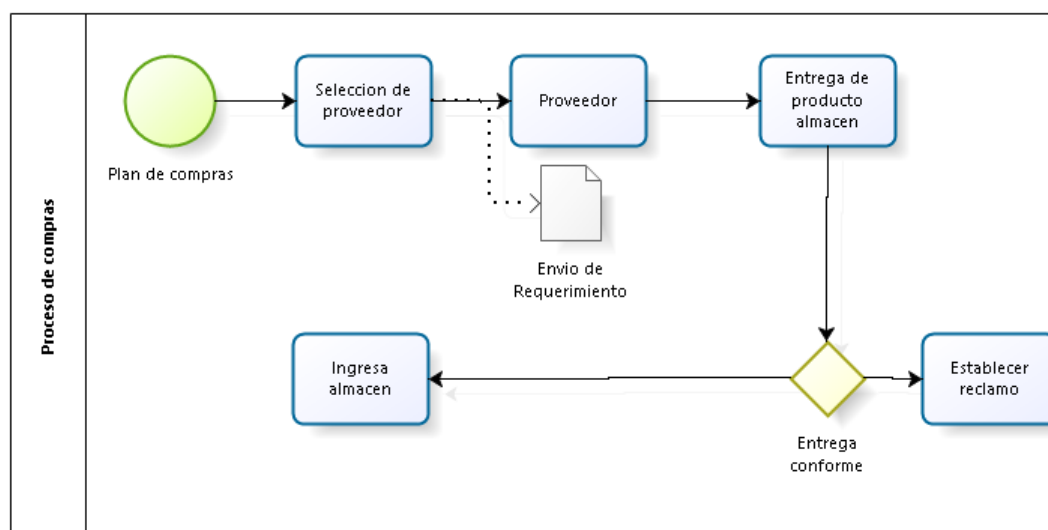 Proceso de compras
Plan de compras
Seleccion de
proveedor
Proveedor
Entrega de
producto
almacen
Envio de
Requerimiento
Ingresa
almacen
Entrega
conforme
Establecer
reclamo